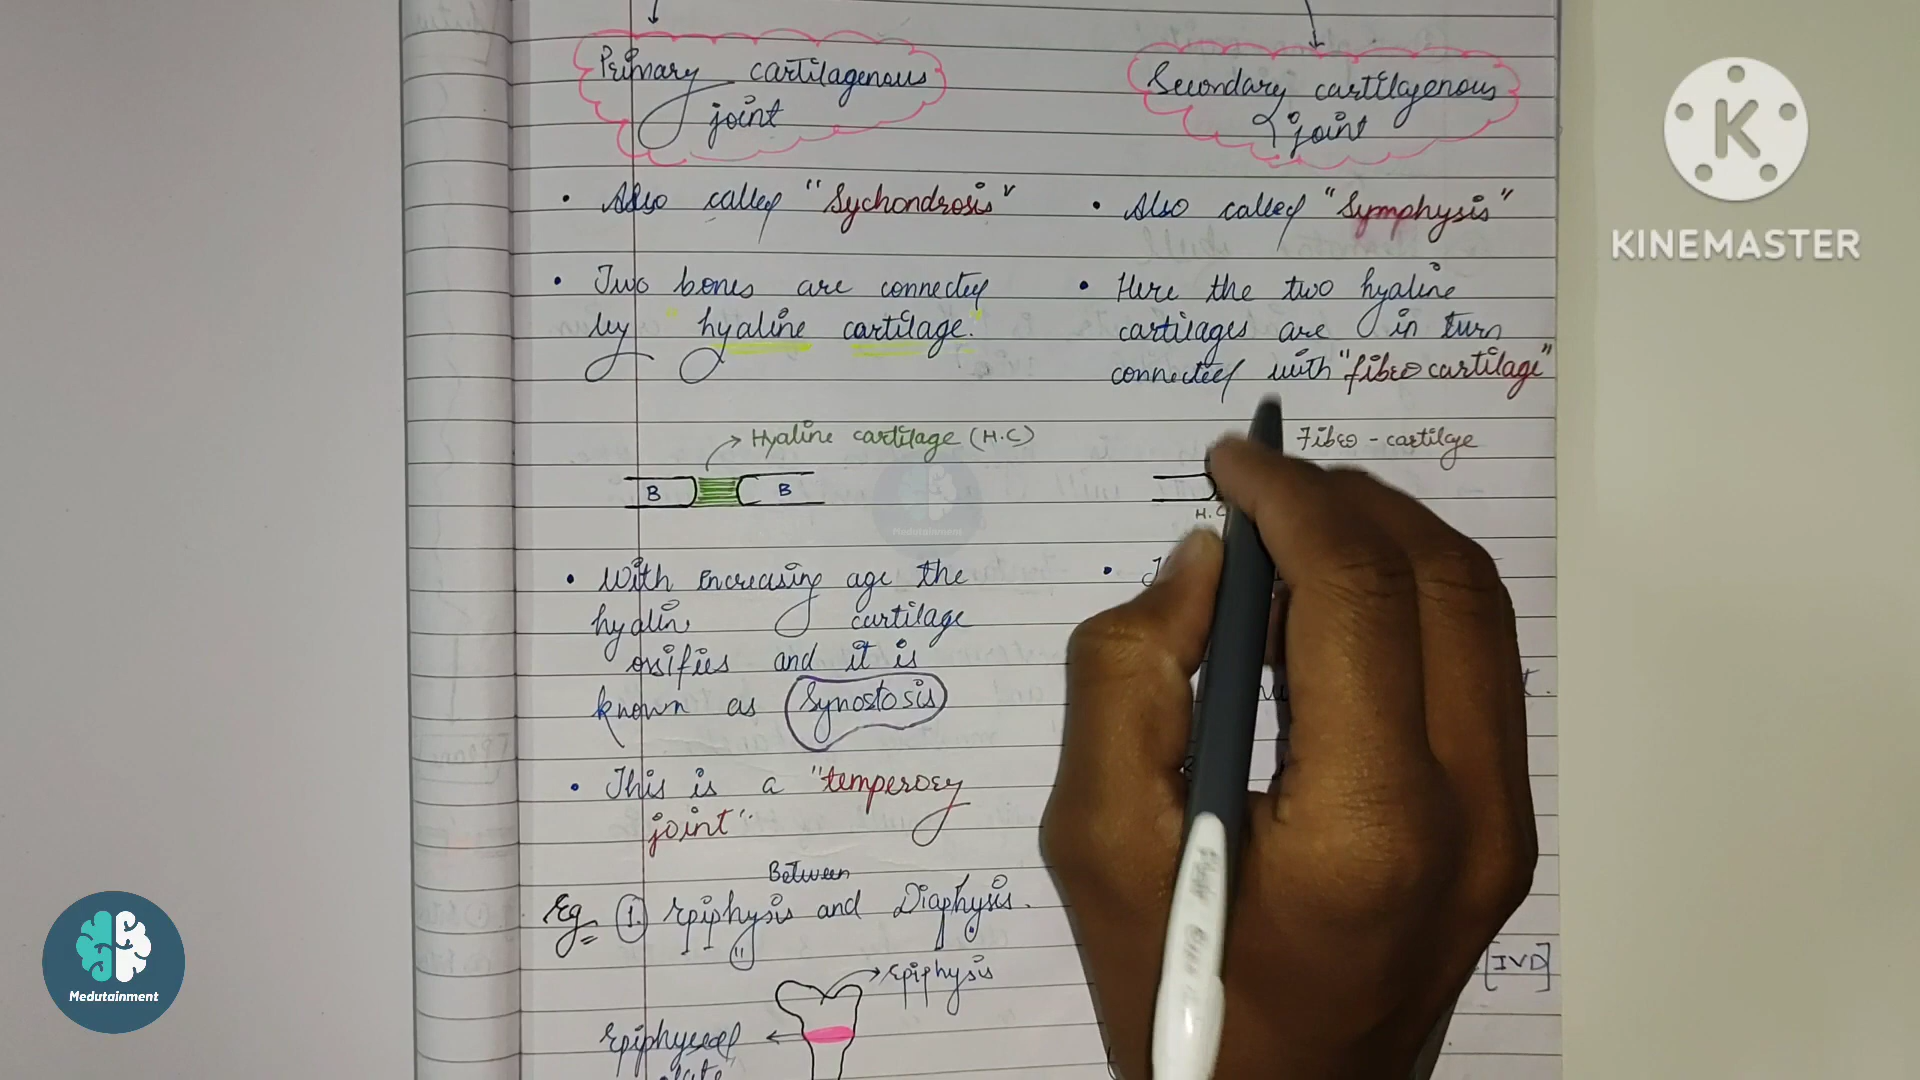 Primary cartilagenous
joint
• Also called "Sychondrosis"
• Two bones are connected
by "hyaline cartilage."
Hyaline cartilage (H.C)
B B
• With increasing age the
hyalin cartilage
ossifies and it is
known as Synostosis
• This is a "temperory
joint".
Between
Eg 1. Epiphysis and Diaphysis.
Epiphysis
Epiphyseal
plate
Secondary cartilagenous
joint
• Also called "Symphysis"
• Here the two hyaline
cartilages are in turn
connected with "fibro cartilage"
Fibro - cartilge
H.C
[IVD]
K
KINEMASTER
Medutainment
Medutainment